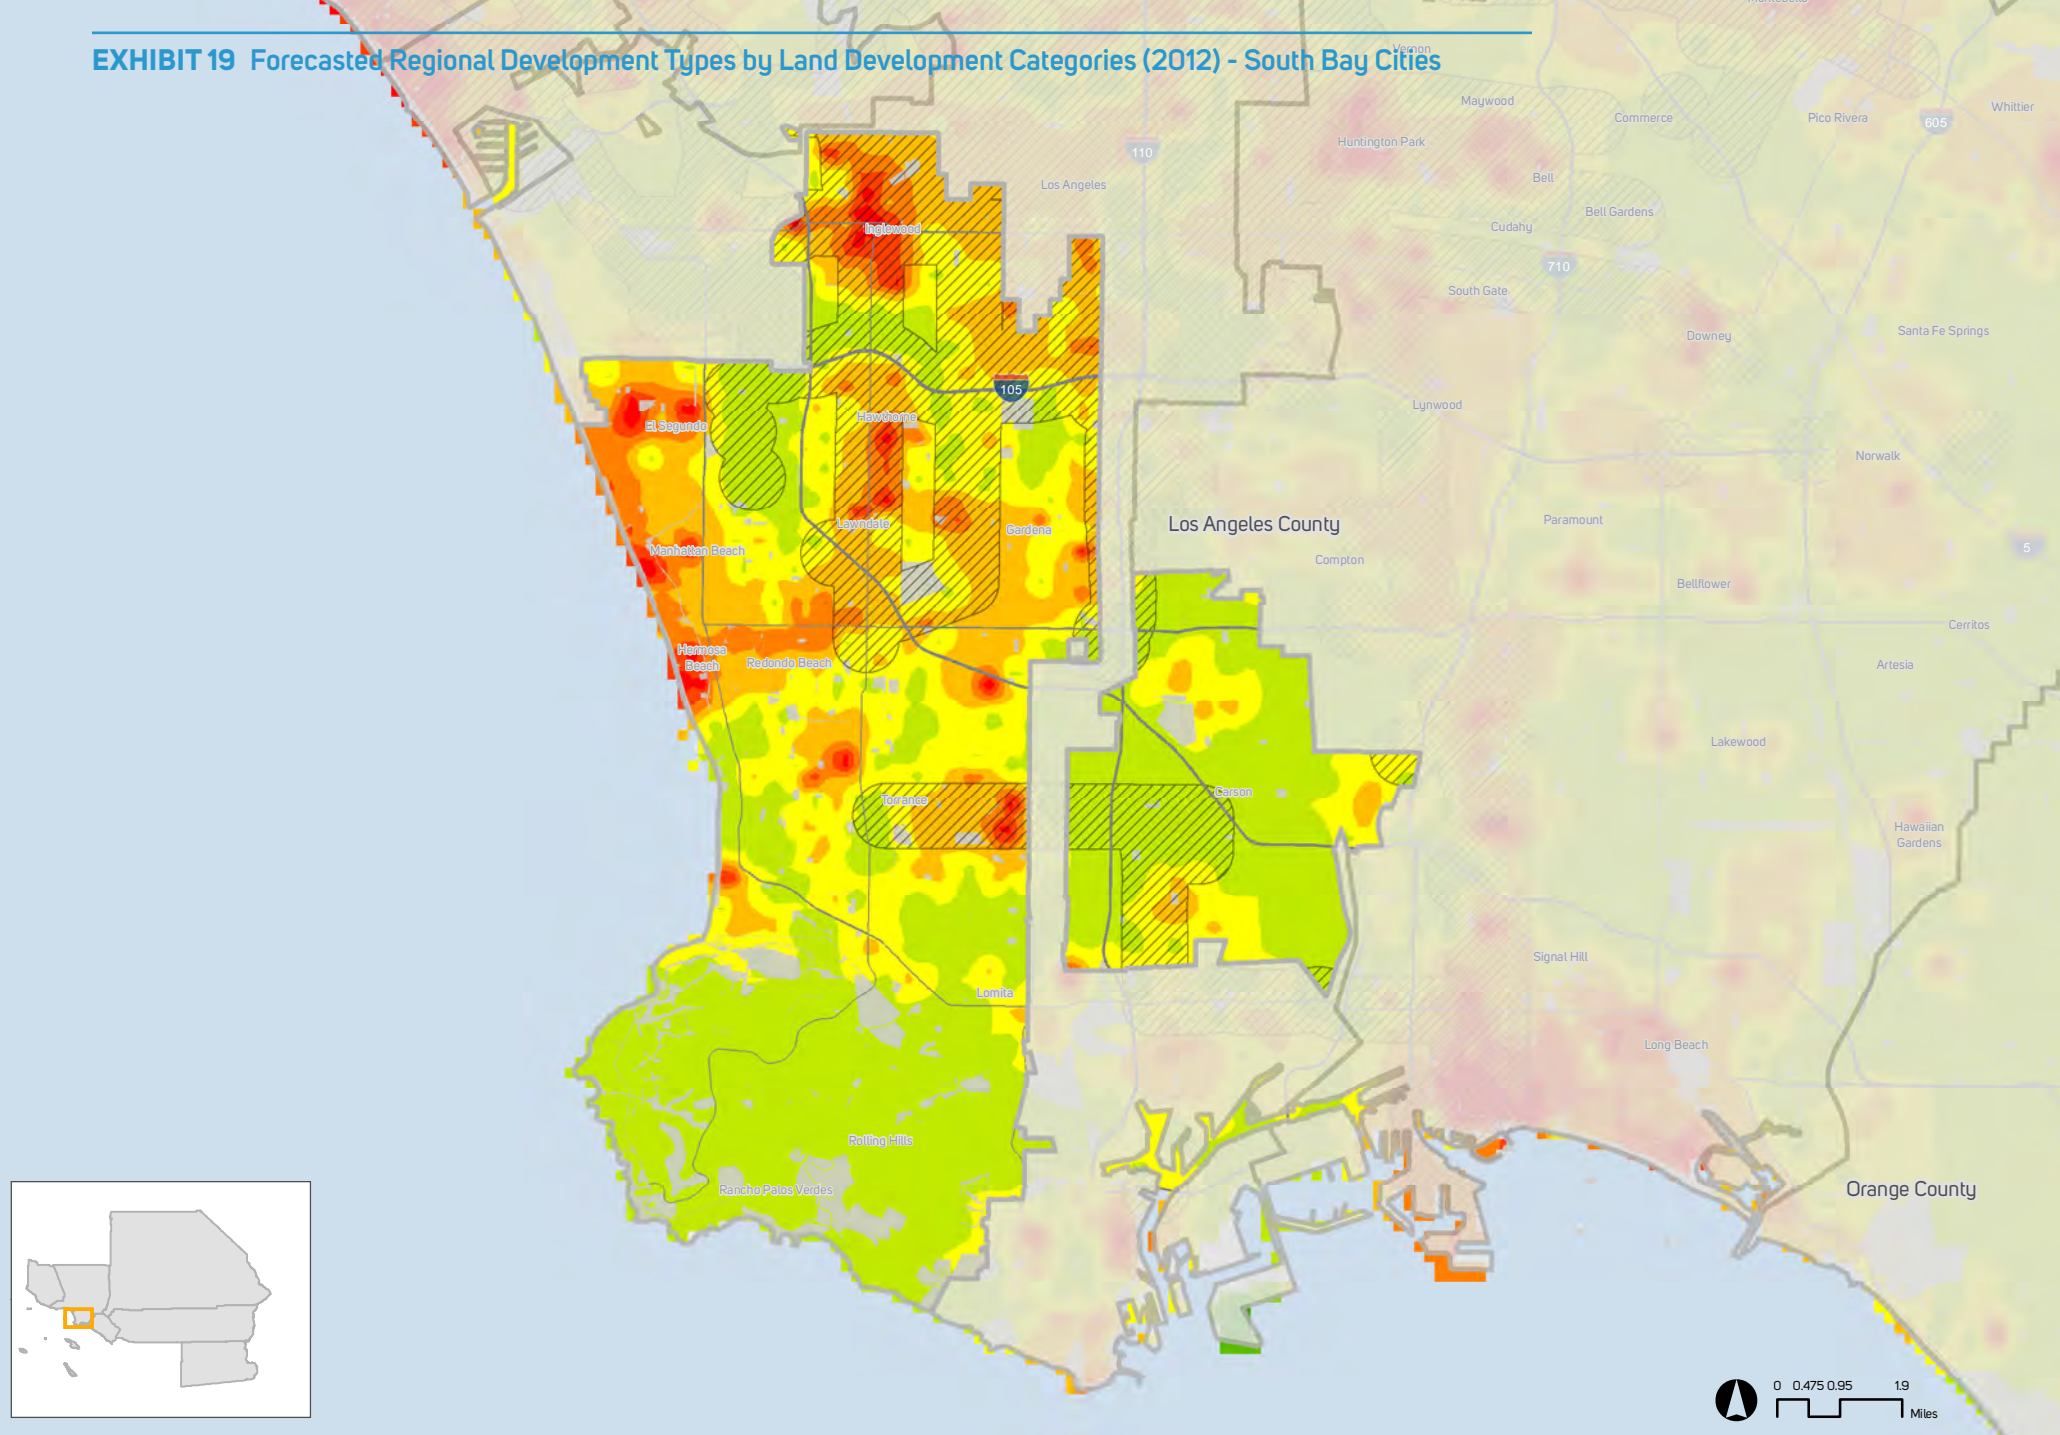 Montebello
EXHIBIT 19 Forecasted Regional Development Types by Land Development Categories (2012) - South Bay Cities
Vernon
Maywood
Commerce
Pico Rivera
Whittier
605
Huntington Park
110
Bell
Los Angeles
Bell Gardens
Cudahy
Inglewood
710
South Gate
Downey
Santa Fe Springs
105
Lynwood
Hawthorne
El Segundo
Norwalk
Lawndale
Gardena
Los Angeles County
Paramount
5
Manhattan Beach
Compton
Bellflower
Cerritos
Hermosa
Beach
Redondo Beach
Artesia
Lakewood
Carson
Torrance
Hawaiian
Gardens
Signal Hill
Lomita
Long Beach
Rolling Hills
Rancho Palos Verdes
Orange County
0 0.475 0.95 1.9
Miles